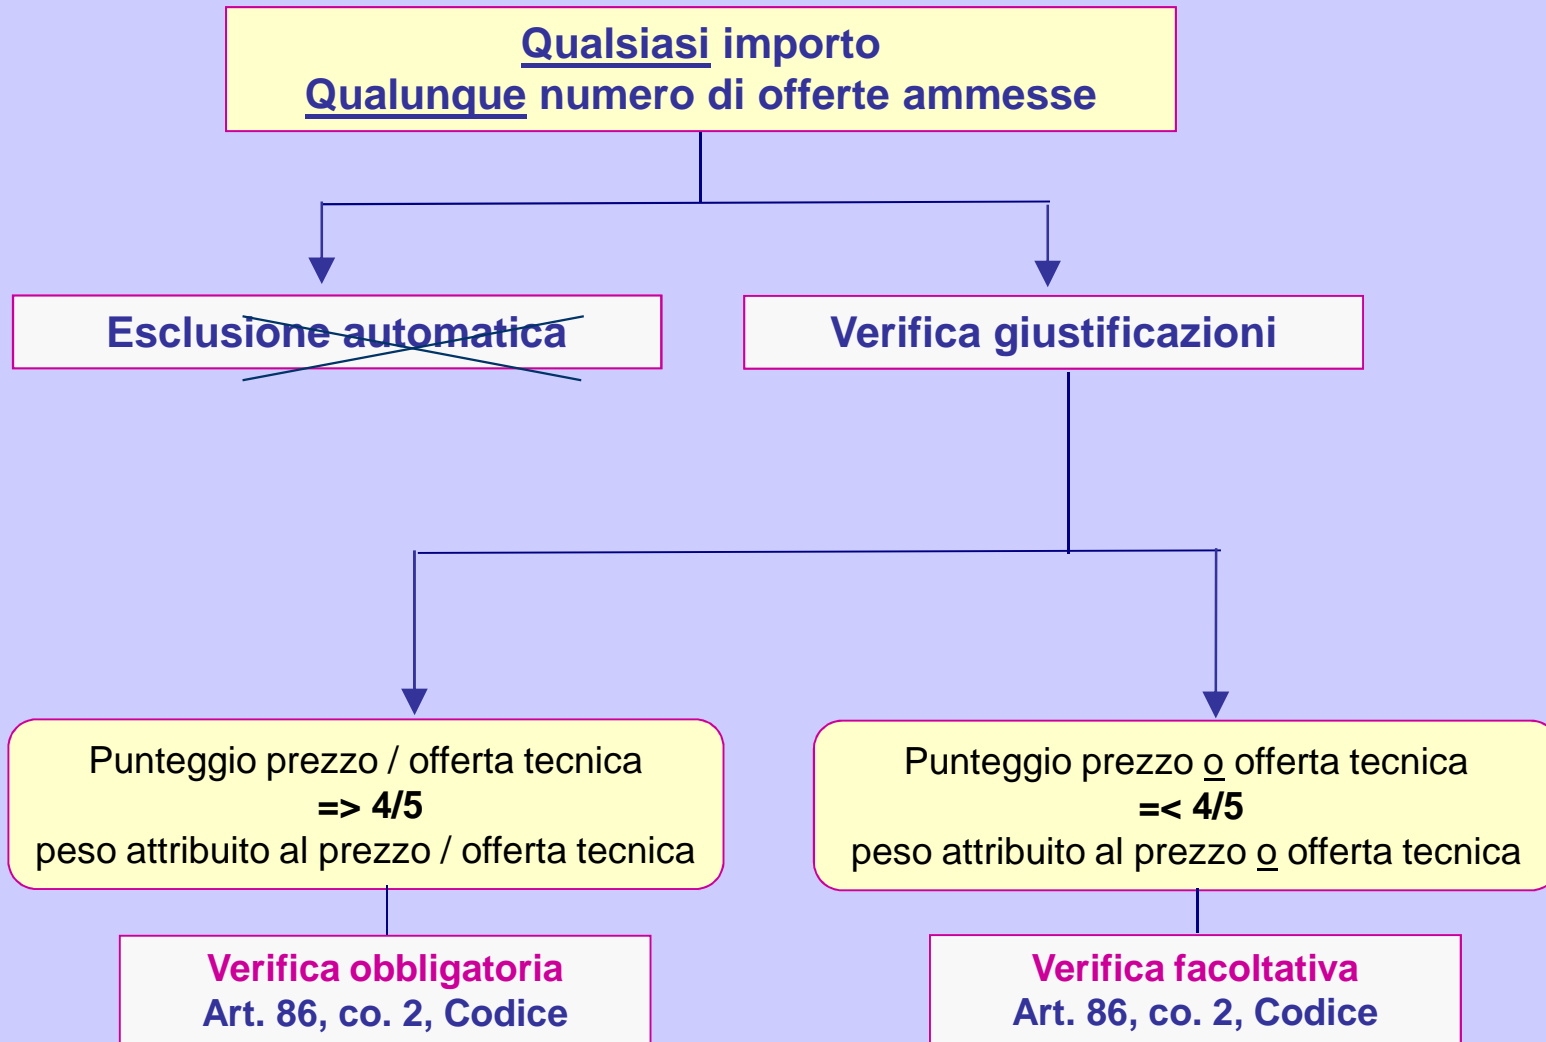 Qualsiasi importo
Qualunque numero di offerte ammesse
Esclusione automatica
Verifica giustificazioni
Punteggio prezzo / offerta tecnica
=> 4/5
peso attribuito al prezzo / offerta tecnica
Punteggio prezzo o offerta tecnica
=< 4/5
peso attribuito al prezzo o offerta tecnica
Verifica obbligatoria
Art. 86, co. 2, Codice
Verifica facoltativa
Art. 86, co. 2, Codice